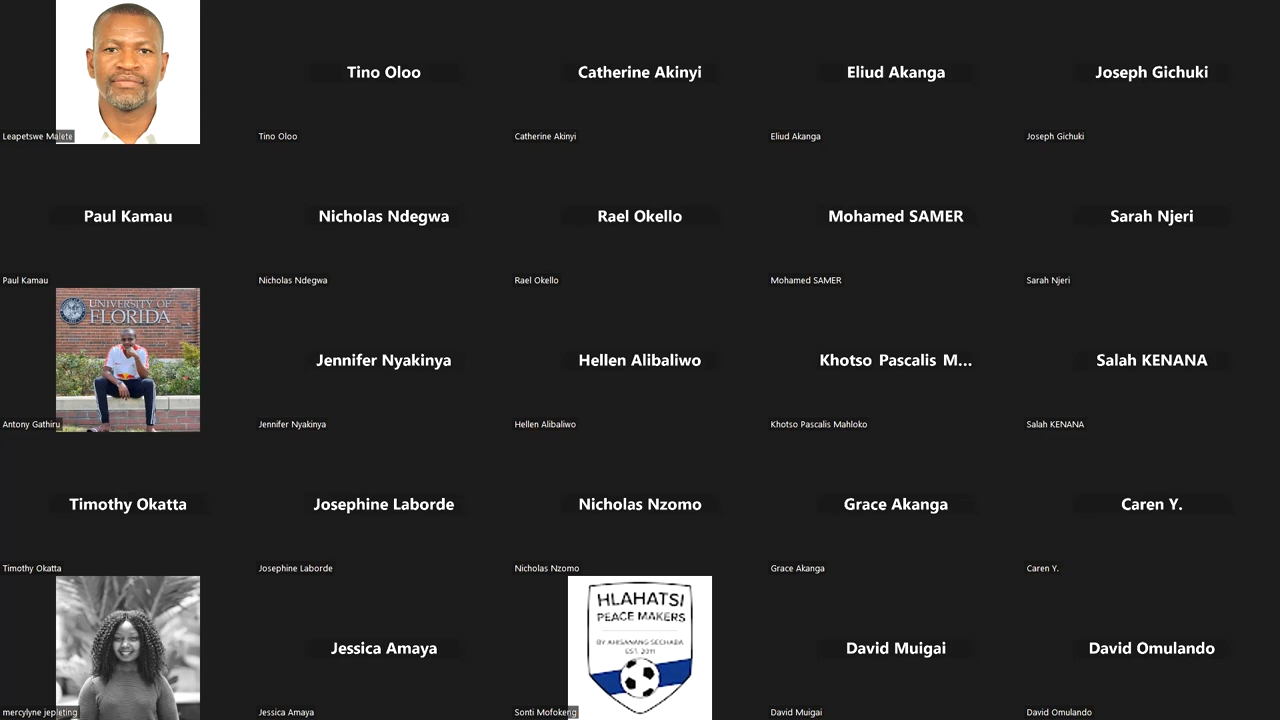 Tino Oloo
Catherine Akinyi
Eliud Akanga
Joseph Gichuki
Leapetswe Malete
Tino Oloo
Catherine Akinyi
Eliud Akanga
Joseph Gichuki
Paul Kamau
Nicholas Ndegwa
Rael Okello
Mohamed SAMER
Sarah Njeri
Paul Kamau
Nicholas Ndegwa
Rael Okello
Mohamed SAMER
Sarah Njeri
UNIVERSITY OF
FLORIDA
Jennifer Nyakinya
Hellen Alibaliwo
Khotso Pascalis M...
Salah KENANA
Antony Gathiru
Jennifer Nyakinya
Hellen Alibaliwo
Khotso Pascalis Mahloko
Salah KENANA
Timothy Okatta
Josephine Laborde
Nicholas Nzomo
Grace Akanga
Caren Y.
Timothy Okatta
Josephine Laborde
Nicholas Nzomo
Grace Akanga
Caren Y.
HLAHATSI
PEACE MAKERS
BY AHISANANG SECHABA
EST. 2011
Jessica Amaya
David Muigai
David Omulando
mercylyne jepleting
Jessica Amaya
Sonti Mofokeng
David Muigai
David Omulando